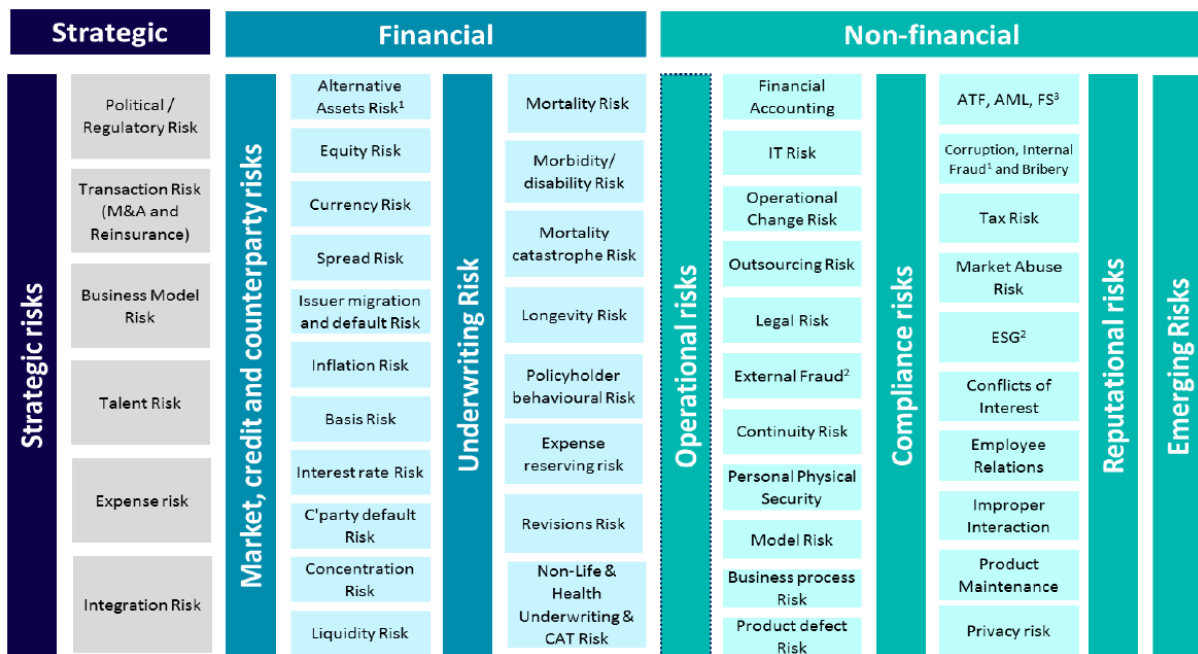 Strategic
Financial
Non-financial
Strategic risks
Political /
Regulatory Risk
Transaction Risk
(M&A and
Reinsurance)
Business Model
Risk
Talent Risk
Expense risk
Integration Risk
Market, credit and counterparty risks
Alternative
Assets Risk¹
Equity Risk
Currency Risk
Spread Risk
Issuer migration
and default Risk
Inflation Risk
Basis Risk
Interest rate Risk
C'party default
Risk
Concentration
Risk
Liquidity Risk
Underwriting Risk
Mortality Risk
Morbidity/
disability Risk
Mortality
catastrophe Risk
Longevity Risk
Policyholder
behavioural Risk
Expense
reserving risk
Revisions Risk
Non-Life &
Health
Underwriting &
CAT Risk
Operational risks
Financial
Accounting
IT Risk
Operational
Change Risk
Outsourcing Risk
Legal Risk
External Fraud²
Continuity Risk
Personal Physical
Security
Model Risk
Business process
Risk
Product defect
Risk
Compliance risks
ATF, AML, FS³
Corruption, Internal
Fraud¹ and Bribery
Tax Risk
Market Abuse
Risk
ESG²
Conflicts of
Interest
Employee
Relations
Improper
Interaction
Product
Maintenance
Privacy risk
Reputational risks
Emerging Risks